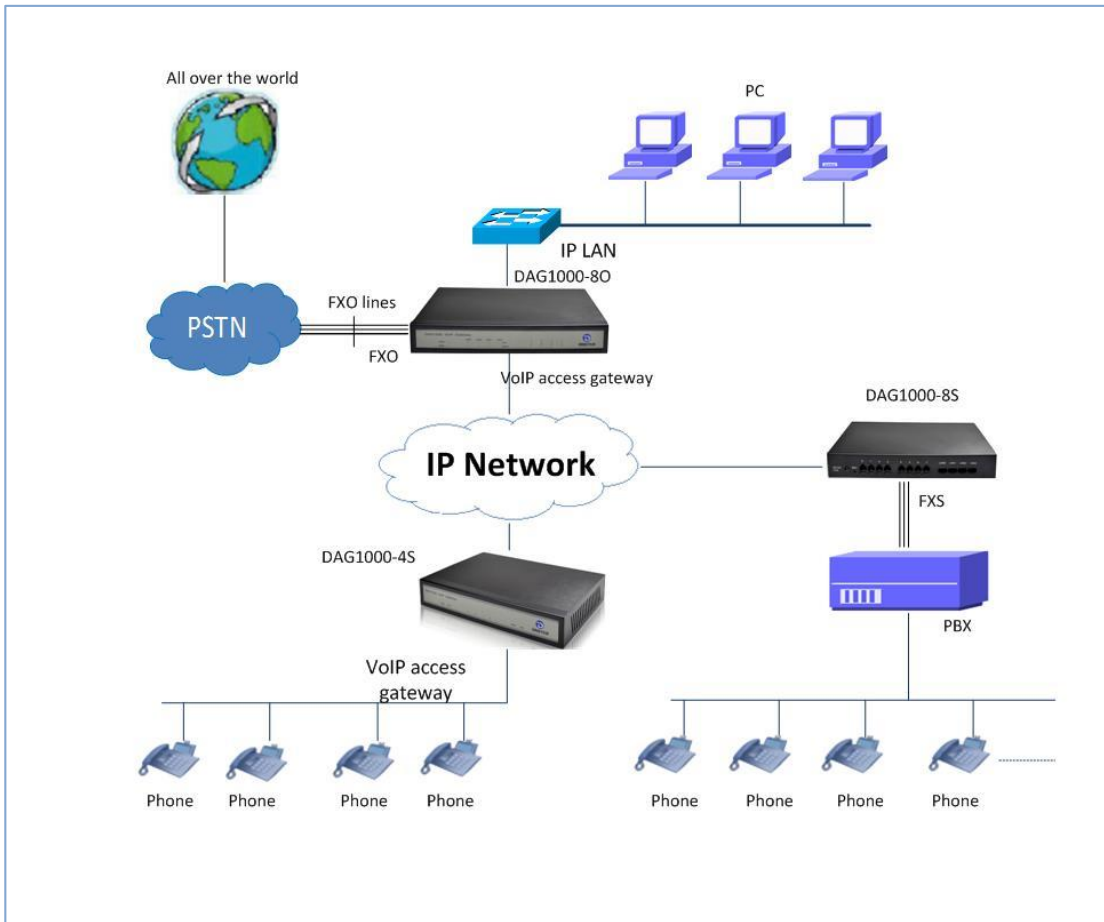 All over the world
PC
IP LAN
DAG1000-8O
FXO lines
PSTN
FXO
VoIP access gateway
DAG1000-8S
IP Network
FXS
DAG1000-4S
PBX
VoIP access
gateway
Phone
Phone
Phone
Phone
Phone
Phone
Phone
Phone